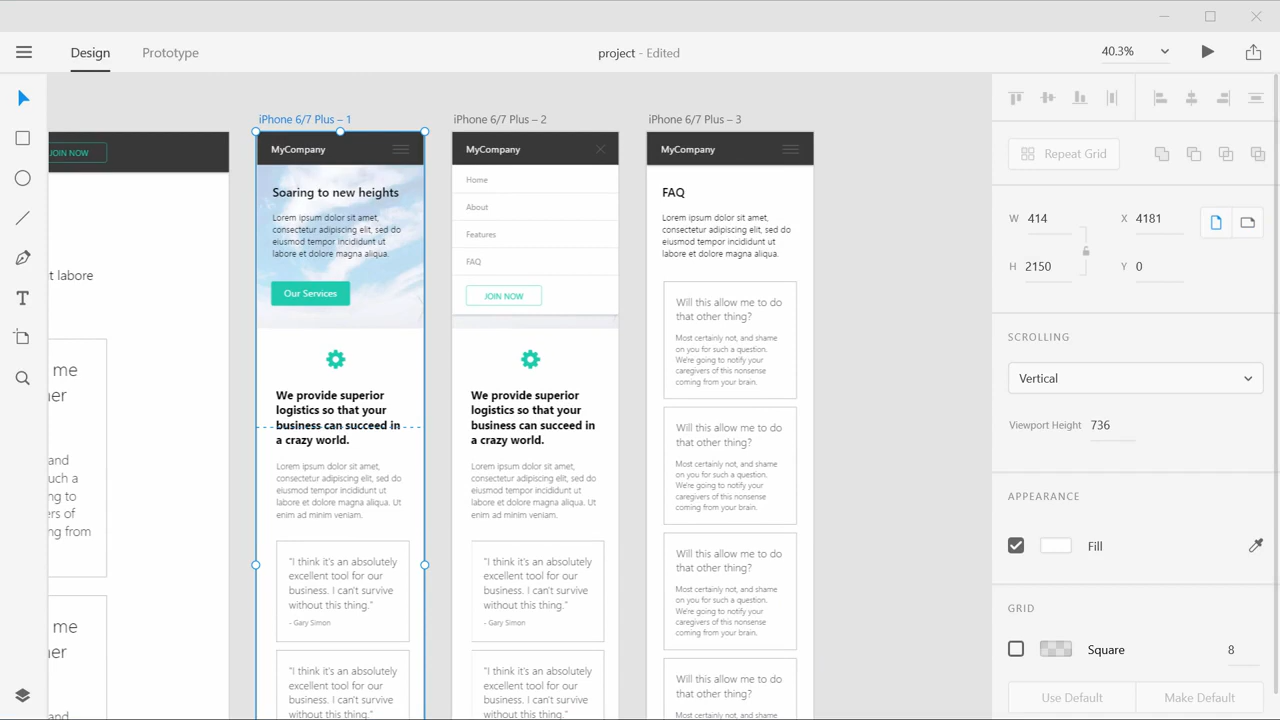 Design
Prototype
project - Edited
40.3%
iPhone 6/7 Plus – 1
iPhone 6/7 Plus – 2
iPhone 6/7 Plus – 3
JOIN NOW
t labore
me
er
and
uch a
ng to
rs of
ng from
me
er
and
MyCompany
Soaring to new heights
Lorem ipsum dolor sit amet,
consectetur adipiscing elit, sed do
eiusmod tempor incididunt ut
labore et dolore magna aliqua.
Our Services
We provide superior
logistics so that your
business can succeed in
a crazy world.
Lorem ipsum dolor sit amet,
consectetur adipiscing elit, sed do
eiusmod tempor incididunt ut
labore et dolore magna aliqua. Ut
enim ad minim veniam.
"I think it's an absolutely
excellent tool for our
business. I can't survive
without this thing."
- Gary Simon
"I think it's an absolutely
excellent tool for our
business. I can't survive
without this thing."
MyCompany
Home
About
Features
FAQ
JOIN NOW
We provide superior
logistics so that your
business can succeed in
a crazy world.
Lorem ipsum dolor sit amet,
consectetur adipiscing elit, sed do
eiusmod tempor incididunt ut
labore et dolore magna aliqua. Ut
enim ad minim veniam.
"I think it's an absolutely
excellent tool for our
business. I can't survive
without this thing."
- Gary Simon
"I think it's an absolutely
excellent tool for our
business. I can't survive
without this thing."
MyCompany
FAQ
Lorem ipsum dolor sit amet,
consectetur adipiscing elit, sed do
eiusmod tempor incididunt ut
labore et dolore magna aliqua.
Will this allow me to do
that other thing?
Most certainly not, and shame
on you for such a question.
We're going to notify your
caregivers of this nonsense
coming from your brain.
Will this allow me to do
that other thing?
Most certainly not, and shame
on you for such a question.
We're going to notify your
caregivers of this nonsense
coming from your brain.
Will this allow me to do
that other thing?
Most certainly not, and shame
on you for such a question.
We're going to notify your
caregivers of this nonsense
coming from your brain.
Will this allow me to do
that other thing?
Most certainly not, and shame
Repeat Grid
W 414
X 4181
H 2150
Y 0
SCROLLING
Vertical
Viewport Height 736
APPEARANCE
Fill
GRID
Square
8
Use Default
Make Default